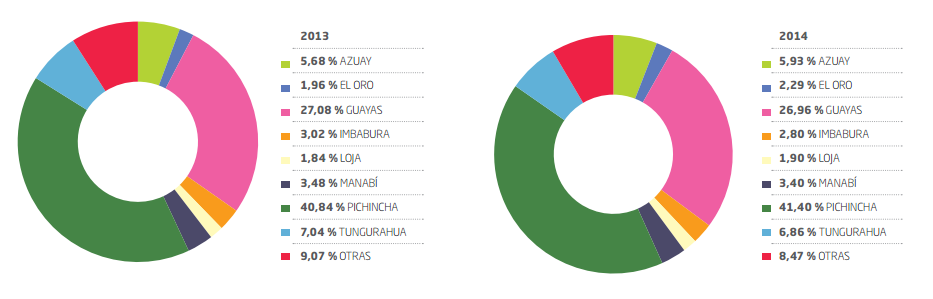 2013
5,68 % AZUAY
1,96 % EL ORO
27,08 % GUAYAS
3,02 % IMBABURA
1,84 % LOJA
3,48 % MANABÍ
40,84 % PICHINCHA
7,04 % TUNGURAHUA
9,07 % OTRAS
2014
5,93 % AZUAY
2,29 % EL ORO
26,96 % GUAYAS
2,80 % IMBABURA
1,90 % LOJA
3,40 % MANABÍ
41,40 % PICHINCHA
6,86 % TUNGURAHUA
8,47 % OTRAS